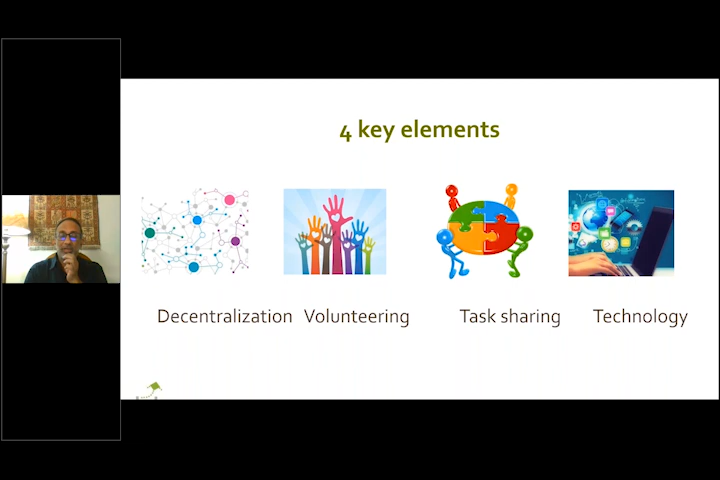 4 key elements
Decentralization Volunteering Task sharing Technology